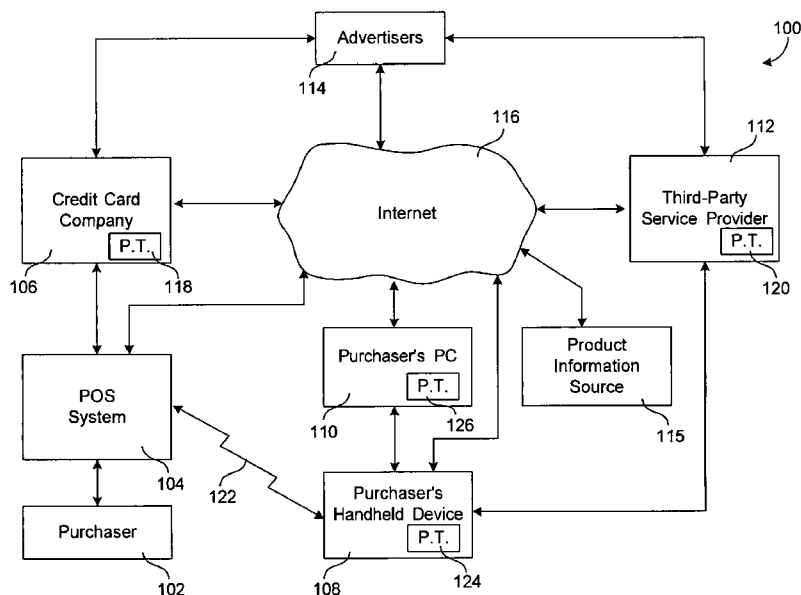 Advertisers
100
114
116
112
Credit Card
Company
P.T.
106
118
Internet
Third-Party
Service Provider
P.T.
120
POS
System
104
Purchaser's PC
P.T.
110
126
Product
Information
Source
115
122
Purchaser
102
Purchaser's
Handheld Device
P.T.
108
124